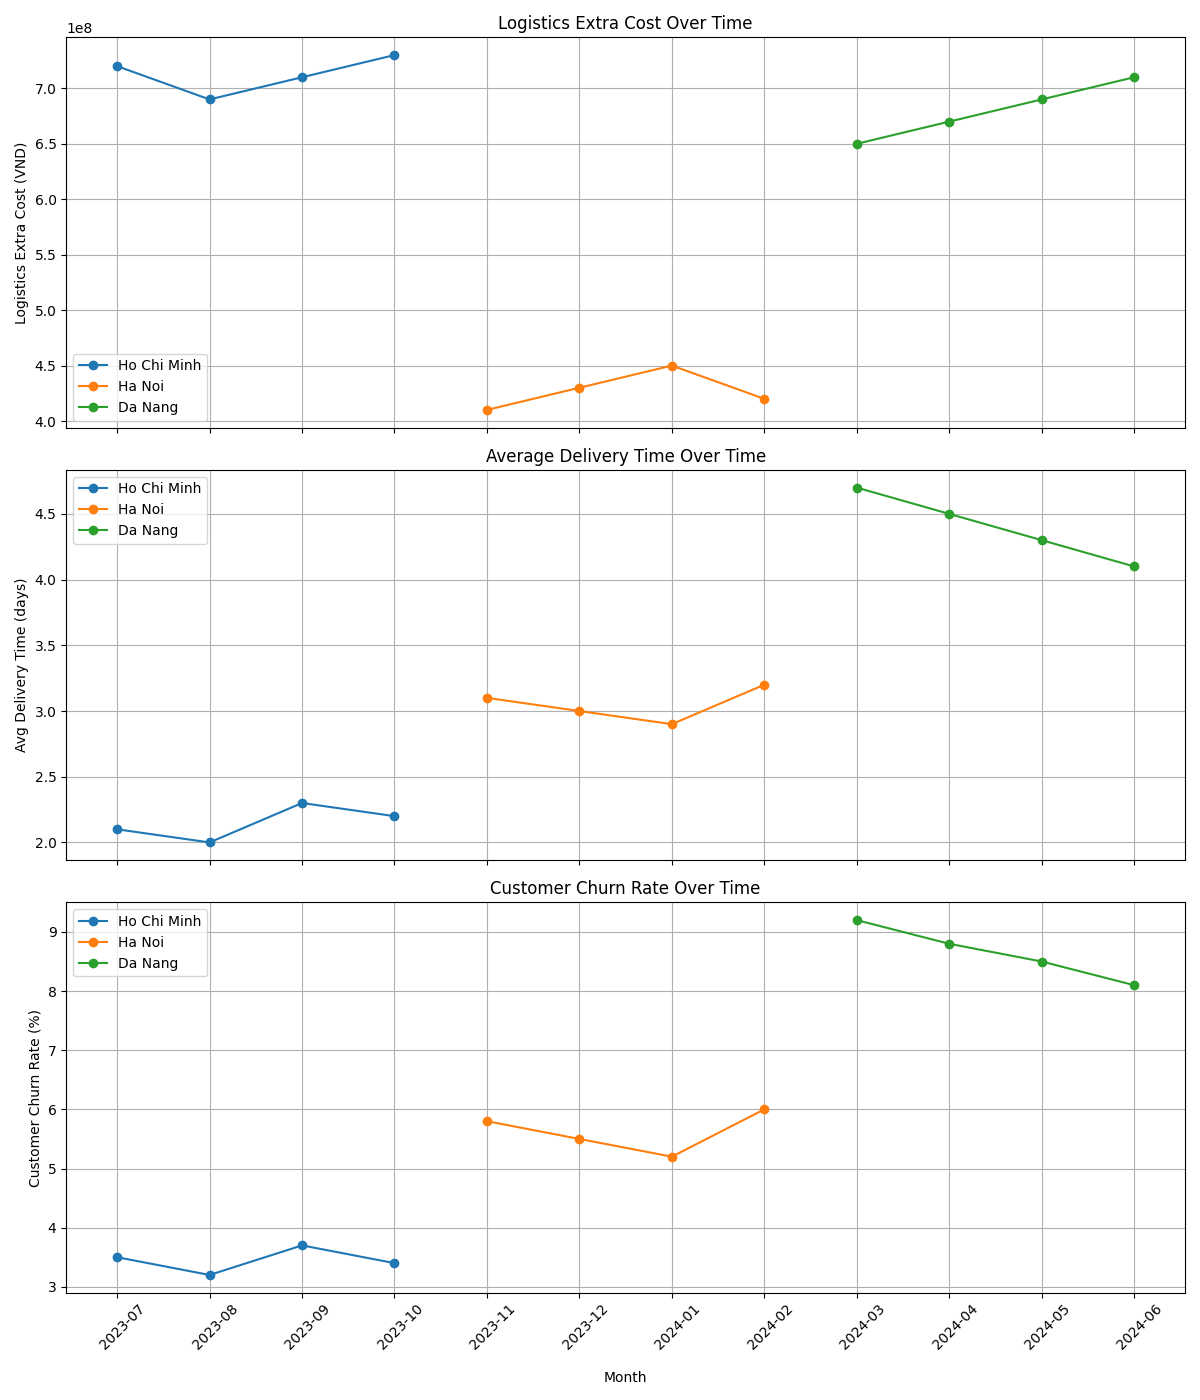 Logistics Extra Cost Over Time
1e8
Logistics Extra Cost (VND)
7.0
6.5
6.0
5.5
5.0
4.5
4.0
Ho Chi Minh
Ha Noi
Da Nang
Average Delivery Time Over Time
Avg Delivery Time (days)
4.5
4.0
3.5
3.0
2.5
2.0
Ho Chi Minh
Ha Noi
Da Nang
Customer Churn Rate Over Time
Customer Churn Rate (%)
9
8
7
6
5
4
3
Ho Chi Minh
Ha Noi
Da Nang
2023-07
2023-08
2023-09
2023-10
2023-11
2023-12
2024-01
2024-02
2024-03
2024-04
2024-05
2024-06
Month